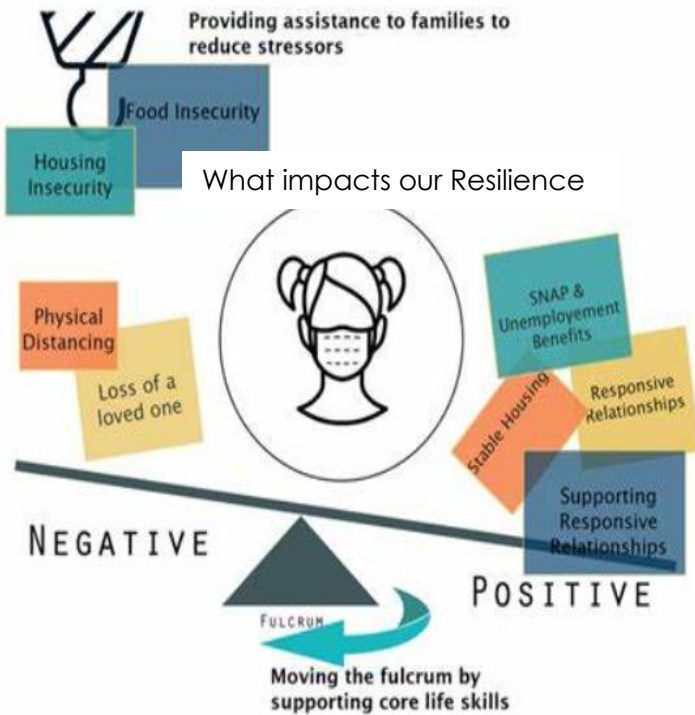 Providing assistance to families to
reduce stressors
Food Insecurity
Housing
Insecurity
What impacts our Resilience
Physical
Distancing
Loss of a
loved one
SNAP &
Unemployement
Benefits
Responsive
Relationships
Stable Housing
Supporting
Responsive
Relationships
NEGATIVE
POSITIVE
FULCRUM
Moving the fulcrum by
supporting core life skills